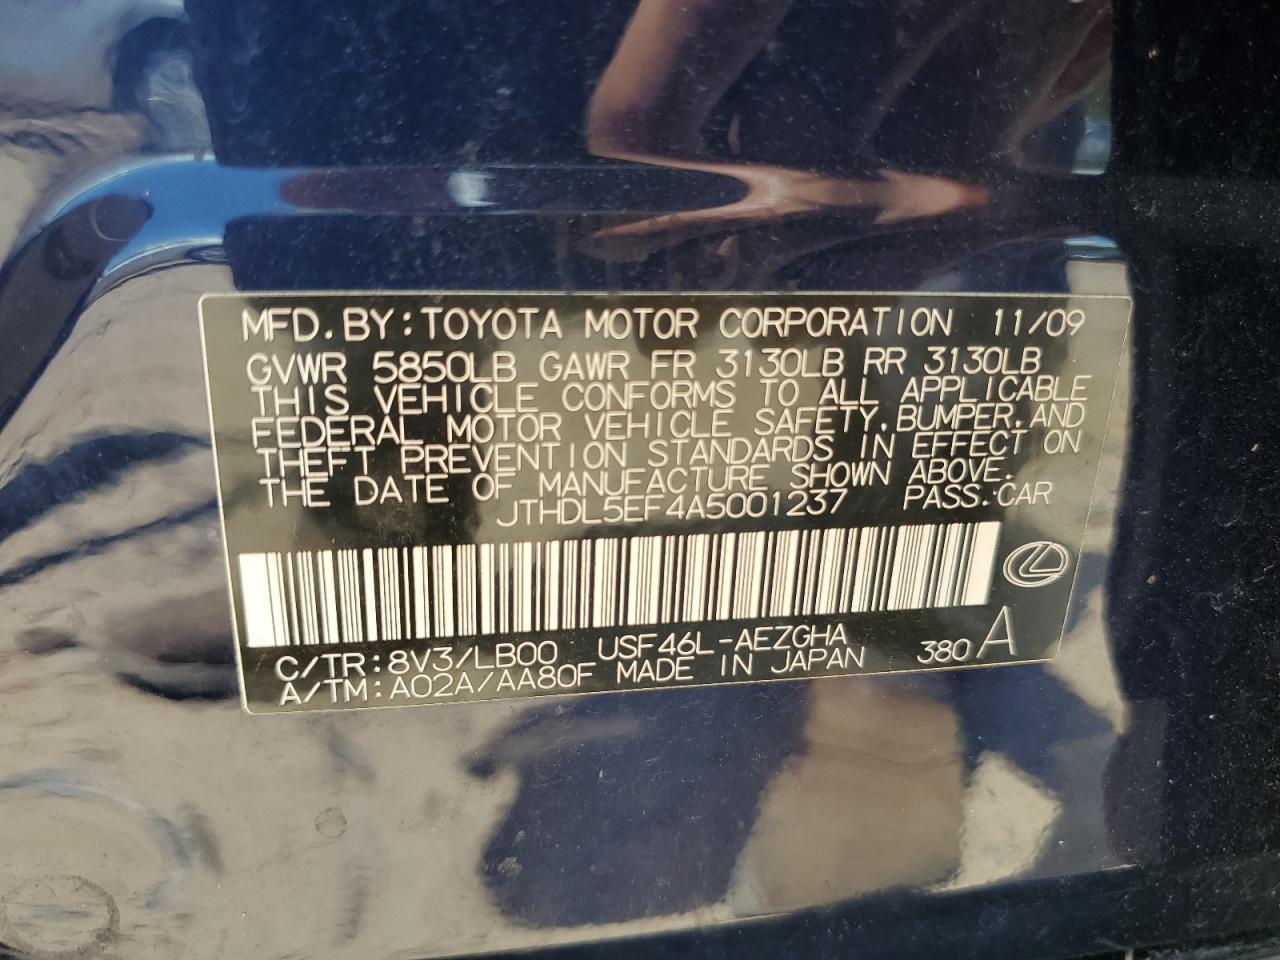 MFD. BY: TOYOTA MOTOR CORPORATION 11/09
GVWR 5850LB GAWR FR 3130LB RR 3130LB
THIS VEHICLE CONFORMS TO ALL APPLICABLE
FEDERAL MOTOR VEHICLE SAFETY, BUMPER, AND
THEFT PREVENTION STANDARDS IN EFFECT ON
THE DATE OF MANUFACTURE SHOWN ABOVE.
JTHDL5EF4A5001237 PASS. CAR
C/TR: 8V3/LB00 USF46L-AEZGHA
A/TM: A02A/AA80F MADE IN JAPAN 380 A